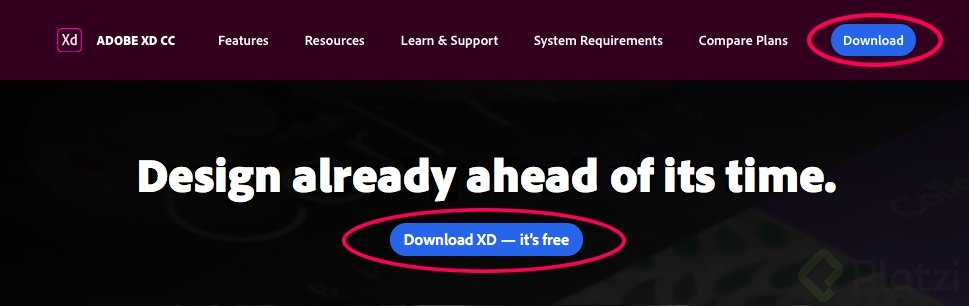 Xd ADOBE XD CC Features Resources Learn & Support System Requirements Compare Plans Download
Design already ahead of its time.
Download XD — it's free
Platzi